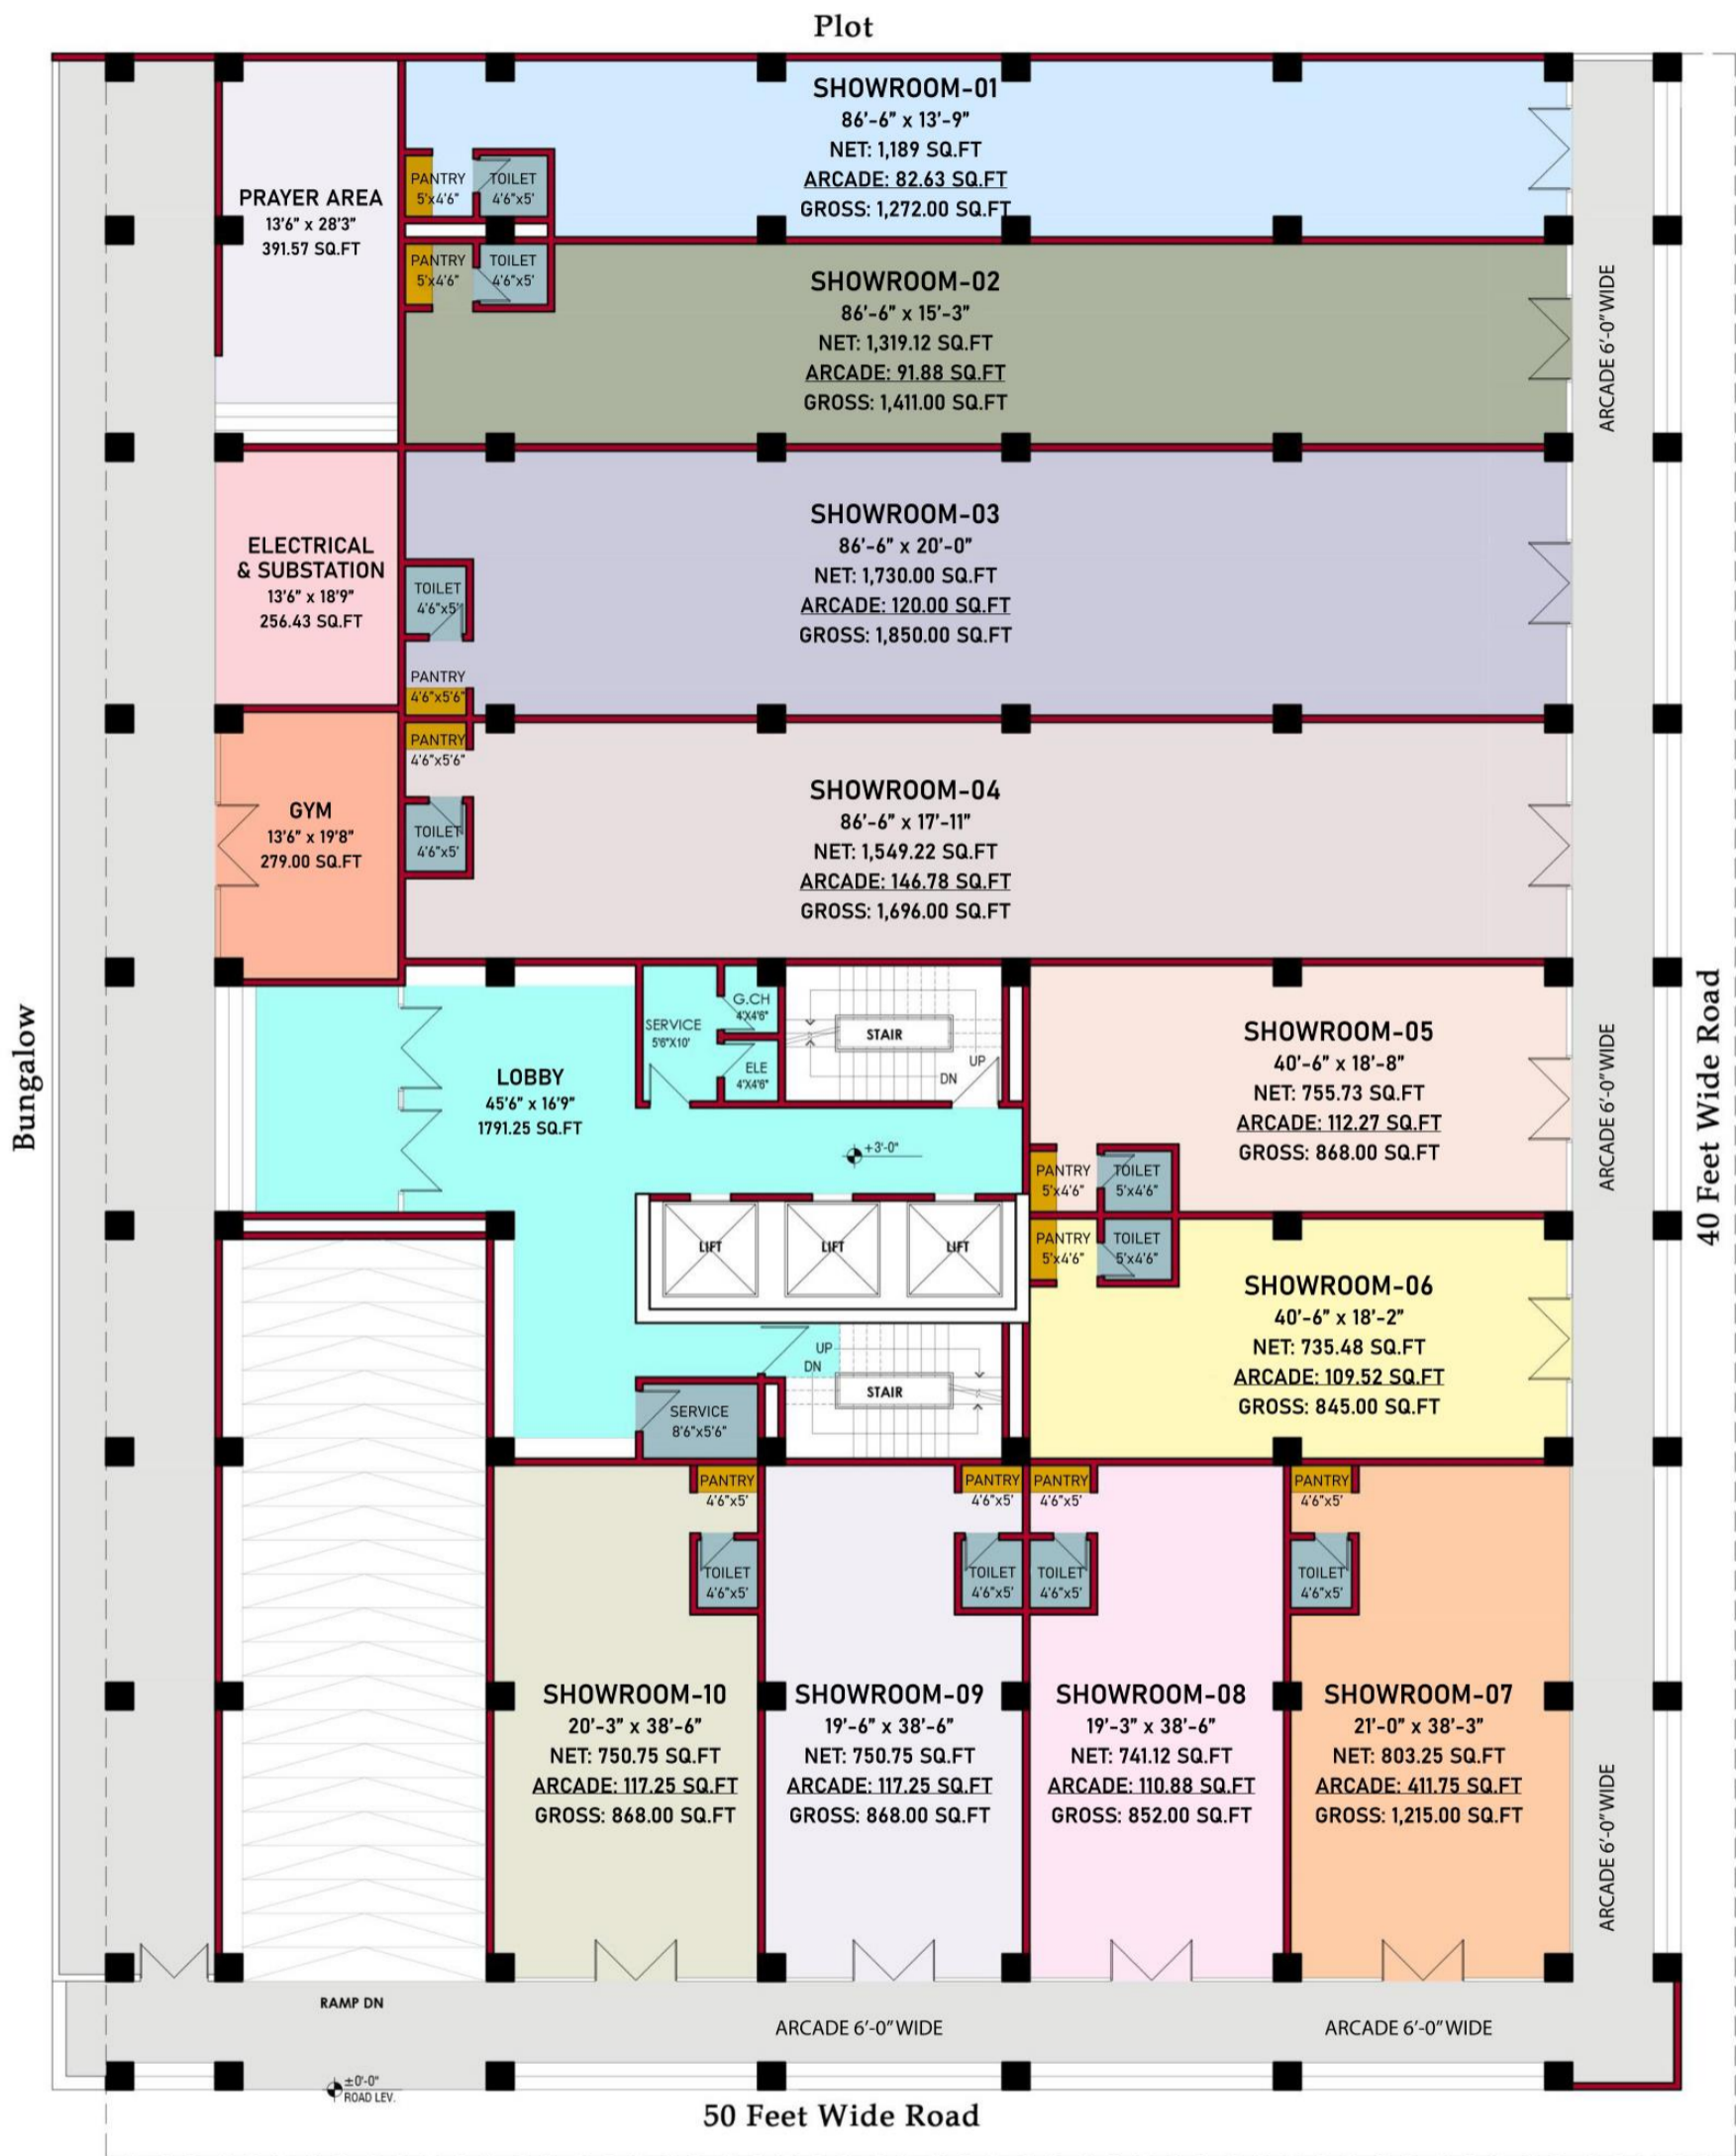 Plot
SHOWROOM-01
86'-6" x 13'-9"
NET: 1,189 SQ.FT
ARCADE: 82.63 SQ.FT
GROSS: 1,272.00 SQ.FT
PANTRY
5'x4'6"
TOILET
4'6"x5'
PRAYER AREA
13'6" x 28'3"
391.57 SQ.FT
PANTRY
5'x4'6"
TOILET
4'6"x5'
SHOWROOM-02
86'-6" x 15'-3"
NET: 1,319.12 SQ.FT
ARCADE: 91.88 SQ.FT
GROSS: 1,411.00 SQ.FT
ARCADE 6'-0" WIDE
SHOWROOM-03
86'-6" x 20'-0"
NET: 1,730.00 SQ.FT
ARCADE: 120.00 SQ.FT
GROSS: 1,850.00 SQ.FT
ELECTRICAL
& SUBSTATION
13'6" x 18'9"
256.43 SQ.FT
TOILET
4'6"x5'
PANTRY
4'6"x5'6"
PANTRY
4'6"x5'6"
TOILET
4'6"x5'
GYM
13'6" x 19'8"
279.00 SQ.FT
SHOWROOM-04
86'-6" x 17'-11"
NET: 1,549.22 SQ.FT
ARCADE: 146.78 SQ.FT
GROSS: 1,696.00 SQ.FT
Bungalow
LOBBY
45'6" x 16'9"
1791.25 SQ.FT
SERVICE
5'6"X10'
G.CH
4'X4'6"
ELE
4'X4'6"
STAIR
UP
DN
+3'-0"
SHOWROOM-05
40'-6" x 18'-8"
NET: 755.73 SQ.FT
ARCADE: 112.27 SQ.FT
GROSS: 868.00 SQ.FT
PANTRY
5'x4'6"
TOILET
5'x4'6"
ARCADE 6'-0" WIDE
40 Feet Wide Road
LIFT
LIFT
LIFT
PANTRY
5'x4'6"
TOILET
5'x4'6"
SHOWROOM-06
40'-6" x 18'-2"
NET: 735.48 SQ.FT
ARCADE: 109.52 SQ.FT
GROSS: 845.00 SQ.FT
UP
DN
STAIR
SERVICE
8'6"x5'6"
PANTRY
4'6"x5'
PANTRY
4'6"x5'
PANTRY
4'6"x5'
PANTRY
4'6"x5'
TOILET
4'6"x5'
TOILET
4'6"x5'
TOILET
4'6"x5'
TOILET
4'6"x5'
SHOWROOM-10
20'-3" x 38'-6"
NET: 750.75 SQ.FT
ARCADE: 117.25 SQ.FT
GROSS: 868.00 SQ.FT
SHOWROOM-09
19'-6" x 38'-6"
NET: 750.75 SQ.FT
ARCADE: 117.25 SQ.FT
GROSS: 868.00 SQ.FT
SHOWROOM-08
19'-3" x 38'-6"
NET: 741.12 SQ.FT
ARCADE: 110.88 SQ.FT
GROSS: 852.00 SQ.FT
SHOWROOM-07
21'-0" x 38'-3"
NET: 803.25 SQ.FT
ARCADE: 411.75 SQ.FT
GROSS: 1,215.00 SQ.FT
ARCADE 6'-0" WIDE
RAMP DN
ARCADE 6'-0" WIDE
ARCADE 6'-0" WIDE
±0'-0"
ROAD LEV.
50 Feet Wide Road